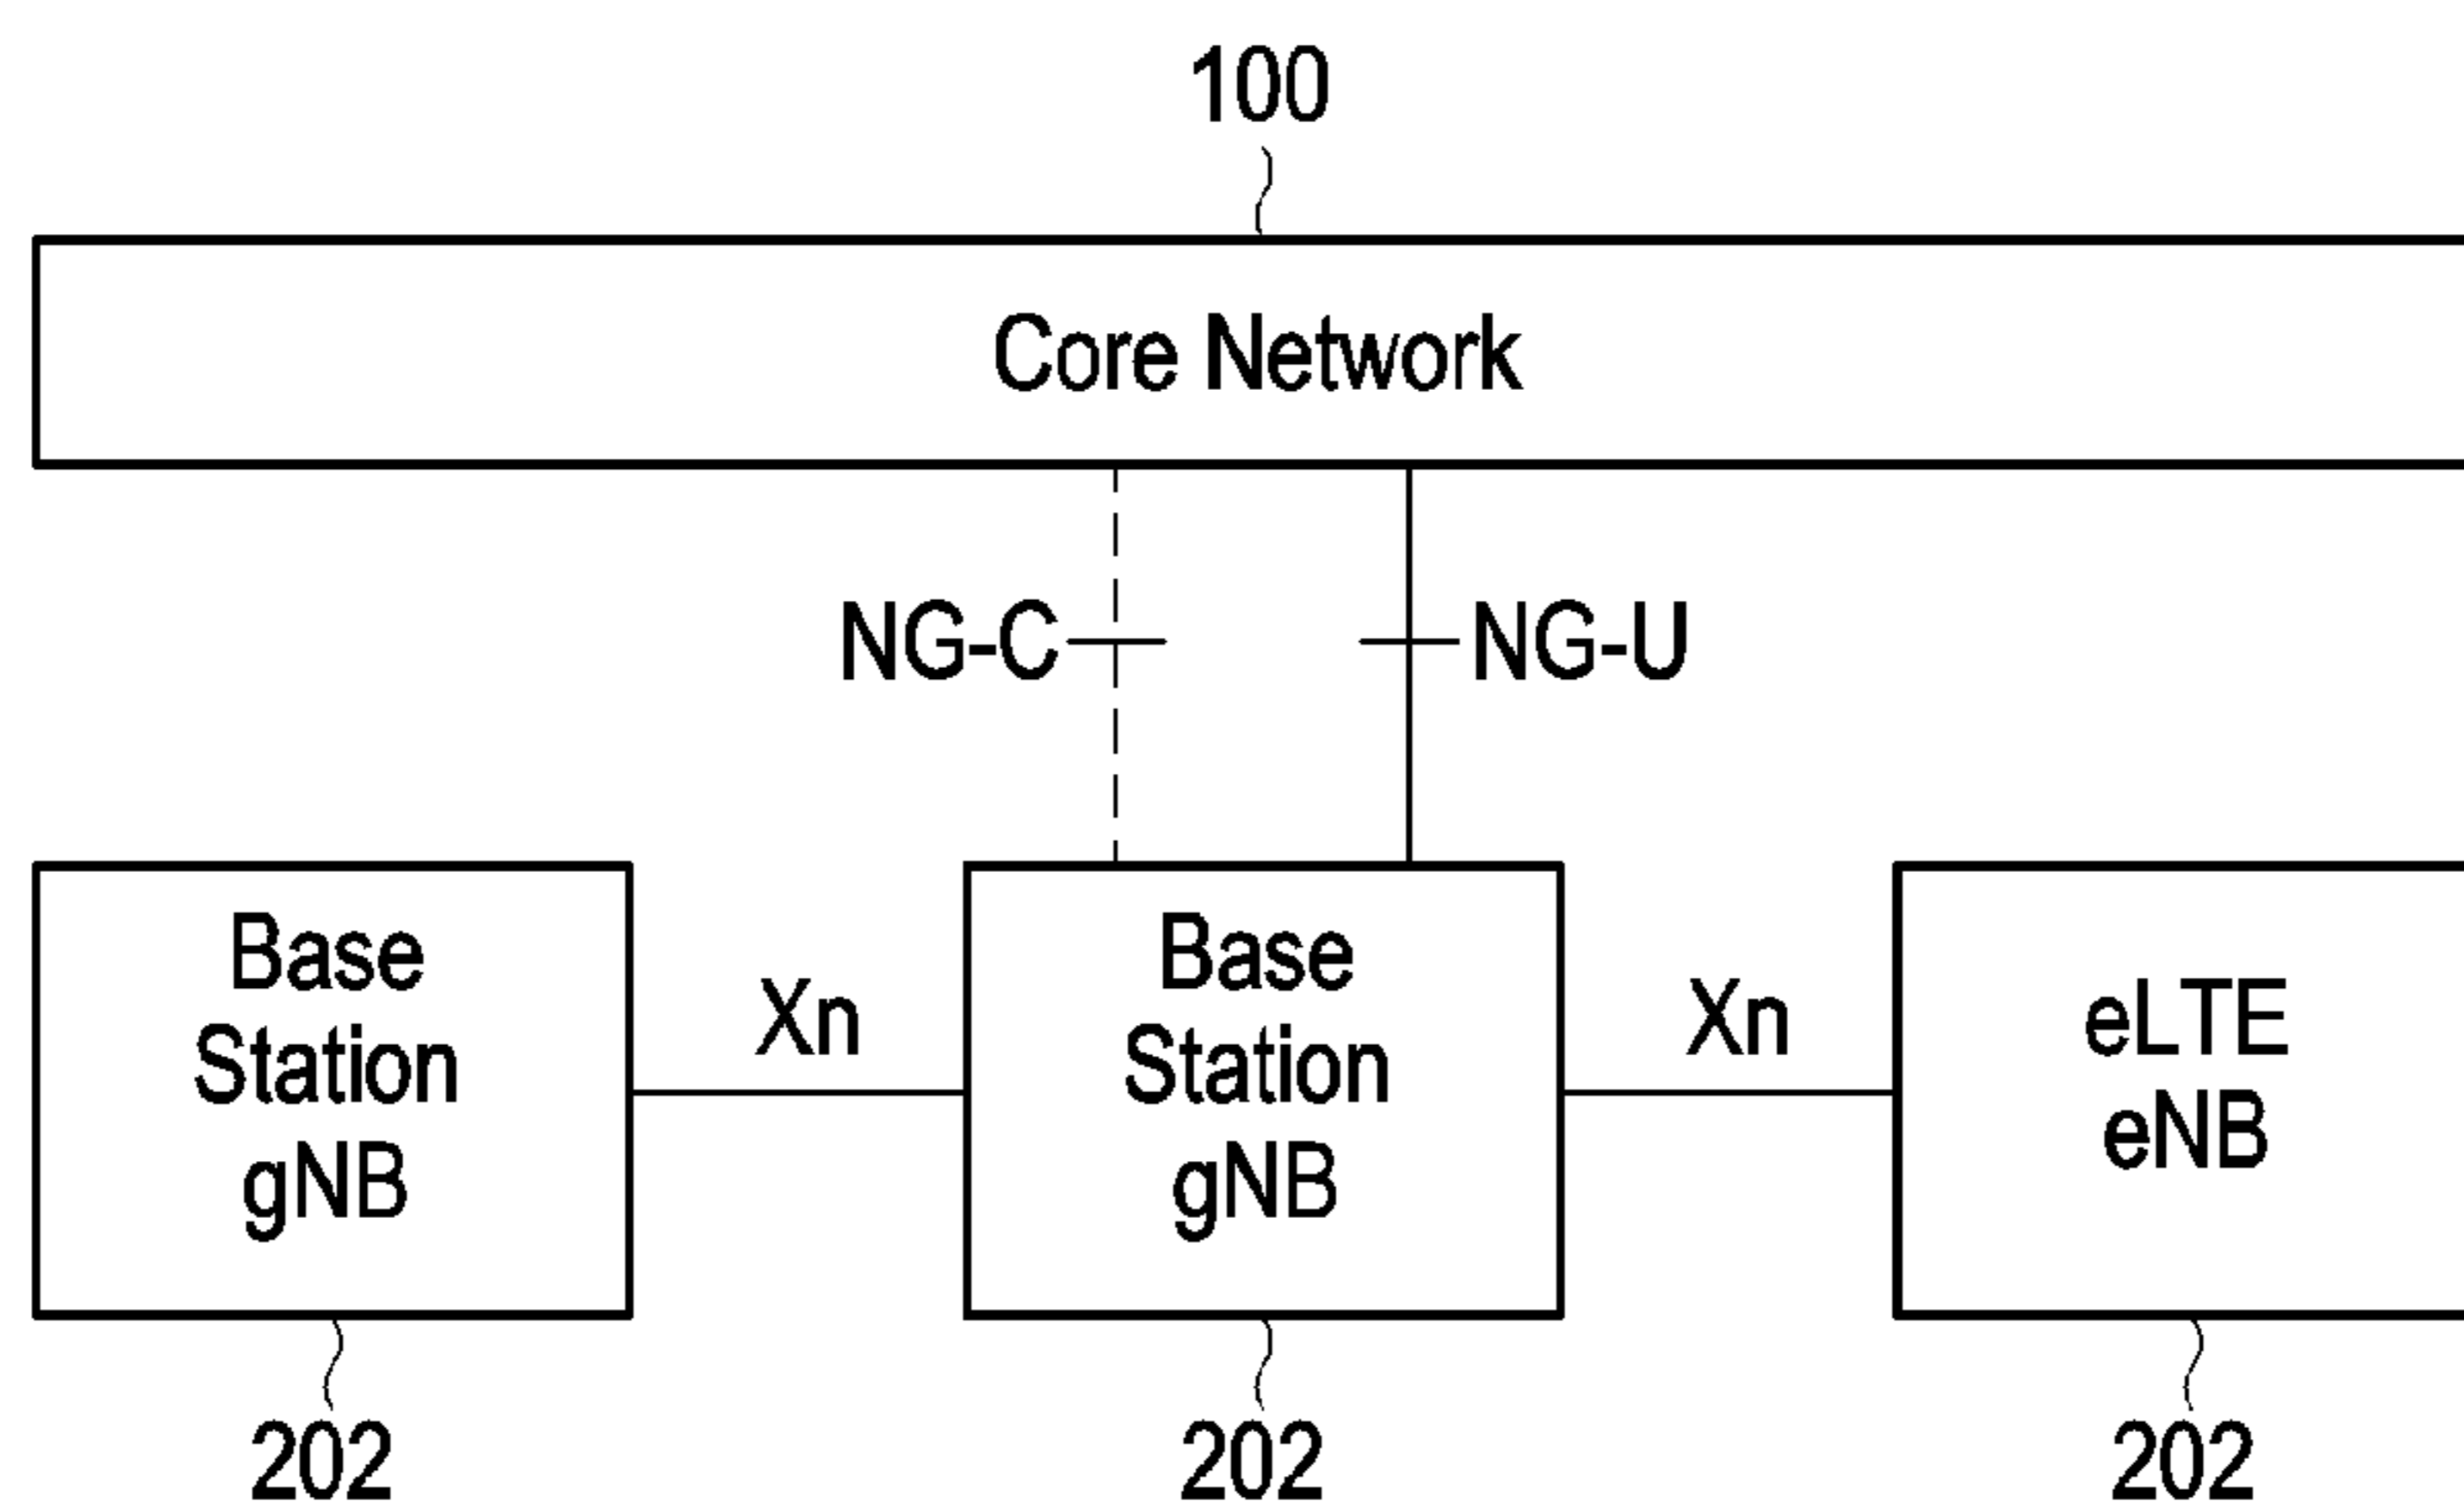 100
Core Network
NG-C
NG-U
Base
Station
gNB
Xn
Base
Station
gNB
Xn
eLTE
eNB
202
202
202